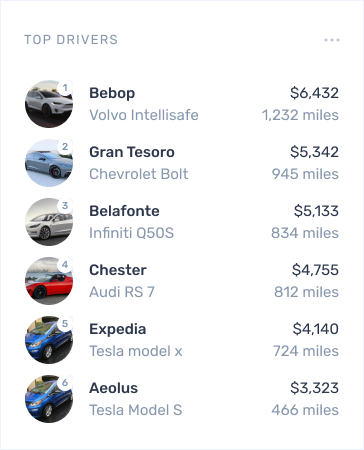 TOP DRIVERS
1
Bebop $6,432
Volvo Intellisafe 1,232 miles
2
Gran Tesoro $5,342
Chevrolet Bolt 945 miles
3
Belafonte $5,133
Infiniti Q50S 834 miles
4
Chester $4,755
Audi RS 7 812 miles
5
Expedia $4,140
Tesla model x 724 miles
6
Aeolus $3,323
Tesla Model S 466 miles